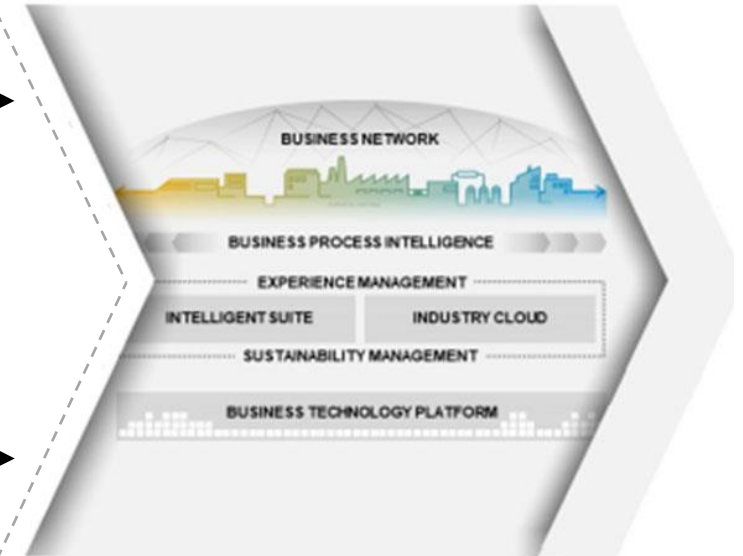 BUSINESS NETWORK
BUSINESS PROCESS INTELLIGENCE
EXPERIENCE MANAGEMENT
INTELLIGENT SUITE INDUSTRY CLOUD
SUSTAINABILITY MANAGEMENT
BUSINESS TECHNOLOGY PLATFORM